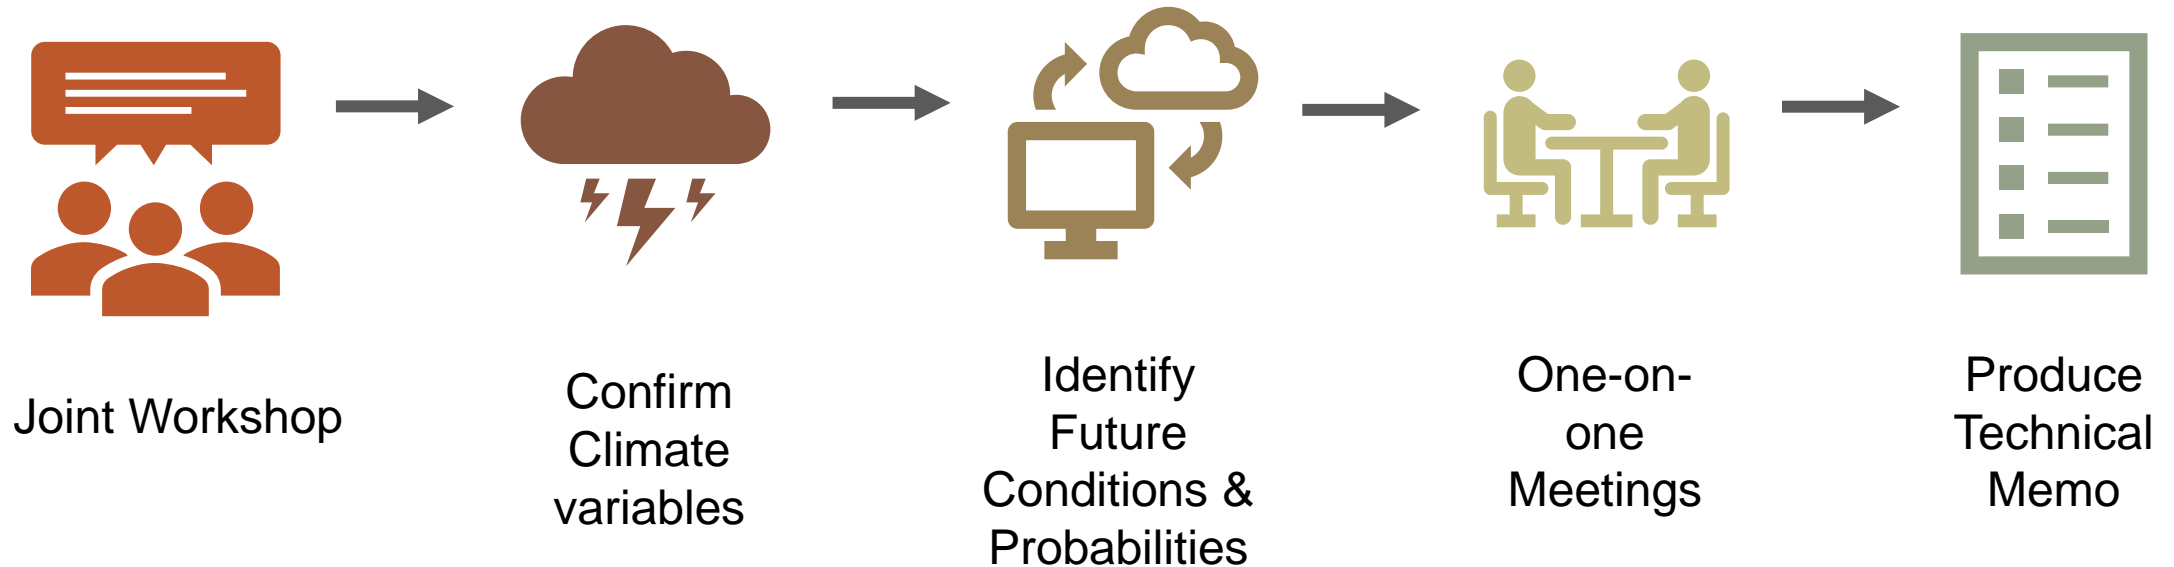 Joint Workshop
Confirm
Climate
variables
Identify
Future
Conditions &
Probabilities
One-on-
one
Meetings
Produce
Technical
Memo